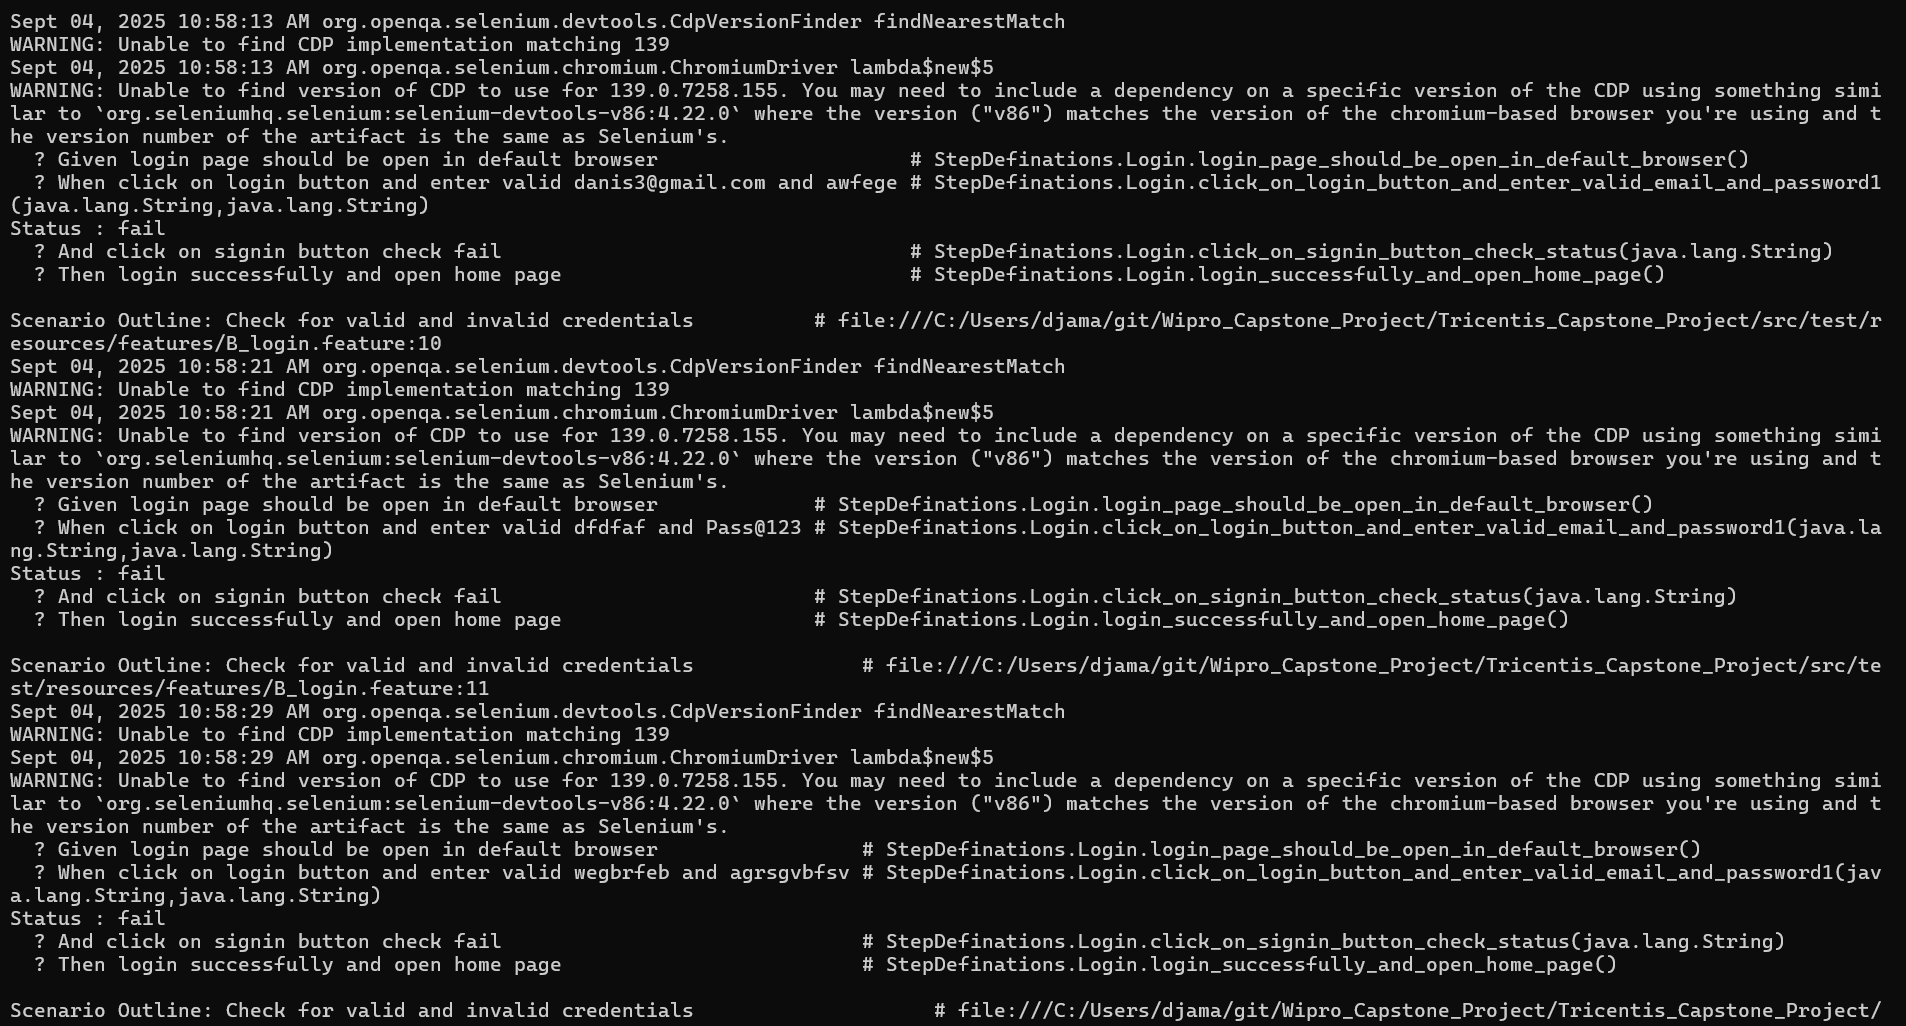 Sept 04, 2025 10:58:13 AM org.openqa.selenium.devtools.CdpVersionFinder findNearestMatch
WARNING: Unable to find CDP implementation matching 139
Sept 04, 2025 10:58:13 AM org.openqa.selenium.chromium.ChromiumDriver lambda$new$5
WARNING: Unable to find version of CDP to use for 139.0.7258.155. You may need to include a dependency on a specific version of the CDP using something simi
lar to `org.seleniumhq.selenium:selenium-devtools-v86:4.22.0` where the version ("v86") matches the version of the chromium-based browser you're using and t
he version number of the artifact is the same as Selenium's.
  ? Given login page should be open in default browser                     # StepDefinations.Login.login_page_should_be_open_in_default_browser()
  ? When click on login button and enter valid danis3@gmail.com and awfege # StepDefinations.Login.click_on_login_button_and_enter_valid_email_and_password1
(java.lang.String,java.lang.String)
Status : fail
  ? And click on signin button check fail                                  # StepDefinations.Login.click_on_signin_button_check_status(java.lang.String)
  ? Then login successfully and open home page                             # StepDefinations.Login.login_successfully_and_open_home_page()

Scenario Outline: Check for valid and invalid credentials          # file:///C:/Users/djama/git/Wipro_Capstone_Project/Tricentis_Capstone_Project/src/test/r
esources/features/B_login.feature:10
Sept 04, 2025 10:58:21 AM org.openqa.selenium.devtools.CdpVersionFinder findNearestMatch
WARNING: Unable to find CDP implementation matching 139
Sept 04, 2025 10:58:21 AM org.openqa.selenium.chromium.ChromiumDriver lambda$new$5
WARNING: Unable to find version of CDP to use for 139.0.7258.155. You may need to include a dependency on a specific version of the CDP using something simi
lar to `org.seleniumhq.selenium:selenium-devtools-v86:4.22.0` where the version ("v86") matches the version of the chromium-based browser you're using and t
he version number of the artifact is the same as Selenium's.
  ? Given login page should be open in default browser             # StepDefinations.Login.login_page_should_be_open_in_default_browser()
  ? When click on login button and enter valid dfdfaf and Pass@123 # StepDefinations.Login.click_on_login_button_and_enter_valid_email_and_password1(java.la
ng.String,java.lang.String)
Status : fail
  ? And click on signin button check fail                          # StepDefinations.Login.click_on_signin_button_check_status(java.lang.String)
  ? Then login successfully and open home page                     # StepDefinations.Login.login_successfully_and_open_home_page()

Scenario Outline: Check for valid and invalid credentials              # file:///C:/Users/djama/git/Wipro_Capstone_Project/Tricentis_Capstone_Project/src/te
st/resources/features/B_login.feature:11
Sept 04, 2025 10:58:29 AM org.openqa.selenium.devtools.CdpVersionFinder findNearestMatch
WARNING: Unable to find CDP implementation matching 139
Sept 04, 2025 10:58:29 AM org.openqa.selenium.chromium.ChromiumDriver lambda$new$5
WARNING: Unable to find version of CDP to use for 139.0.7258.155. You may need to include a dependency on a specific version of the CDP using something simi
lar to `org.seleniumhq.selenium:selenium-devtools-v86:4.22.0` where the version ("v86") matches the version of the chromium-based browser you're using and t
he version number of the artifact is the same as Selenium's.
  ? Given login page should be open in default browser                 # StepDefinations.Login.login_page_should_be_open_in_default_browser()
  ? When click on login button and enter valid wegbrfeb and agrsgvbfsv # StepDefinations.Login.click_on_login_button_and_enter_valid_email_and_password1(jav
a.lang.String,java.lang.String)
Status : fail
  ? And click on signin button check fail                              # StepDefinations.Login.click_on_signin_button_check_status(java.lang.String)
  ? Then login successfully and open home page                         # StepDefinations.Login.login_successfully_and_open_home_page()

Scenario Outline: Check for valid and invalid credentials                    # file:///C:/Users/djama/git/Wipro_Capstone_Project/Tricentis_Capstone_Project/